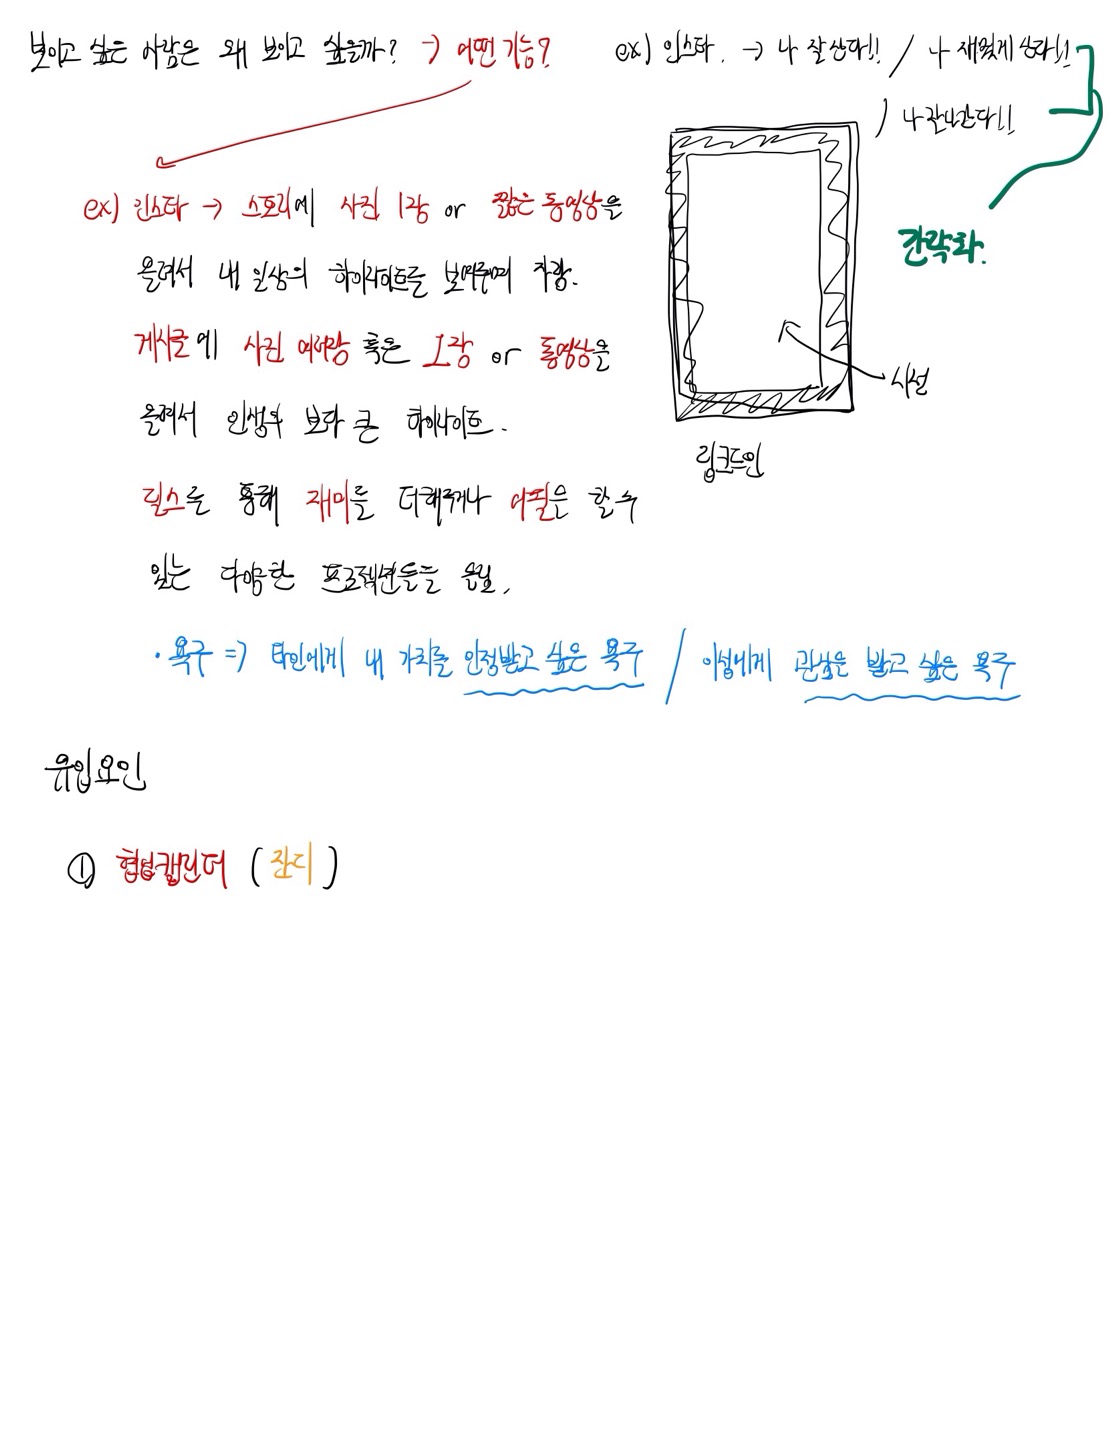 보이고 싶은 사람은 왜 보이고 싶을까? → 어떤 기능?
ex) 인스타. → 나 잘산다!! / 나 재밌게 산다!!
/ 나 잘나간다!!
간략화.
ex) 인스타 → 스토리에 사진 1장 or 짧은 동영상을
올려서 내 일상의 하이라이트를 보여주며 자랑.
게시글에 사진 여러장 혹은 1장 or 동영상을
올려서 인생의 보다 큰 하이라이트.
릴스를 통해 재미를 더해주거나 어필을 할 수
있는 다양한 프로젝션들을 올림.
시선
링크드인
· 욕구 => 타인에게 내 가치를 인정받고 싶은 욕구 / 이성에게 관심을 받고 싶은 욕구
유입요인
① 협업캘린더 (잔디)